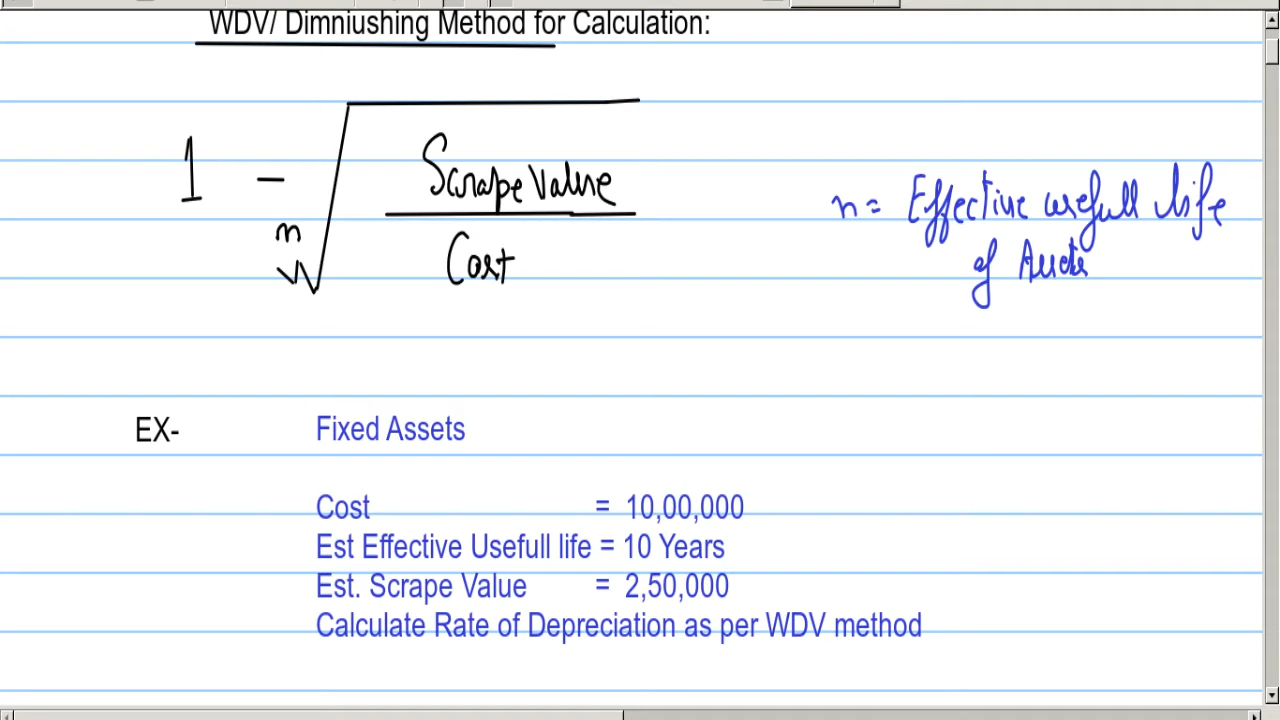 WDV/ Dimniushing Method for Calculation:
1 - n√ Scrape Value
Cost
n = Effective usefull life
of Assets
EX- Fixed Assets
Cost = 10,00,000
Est Effective Usefull life = 10 Years
Est. Scrape Value = 2,50,000
Calculate Rate of Depreciation as per WDV method